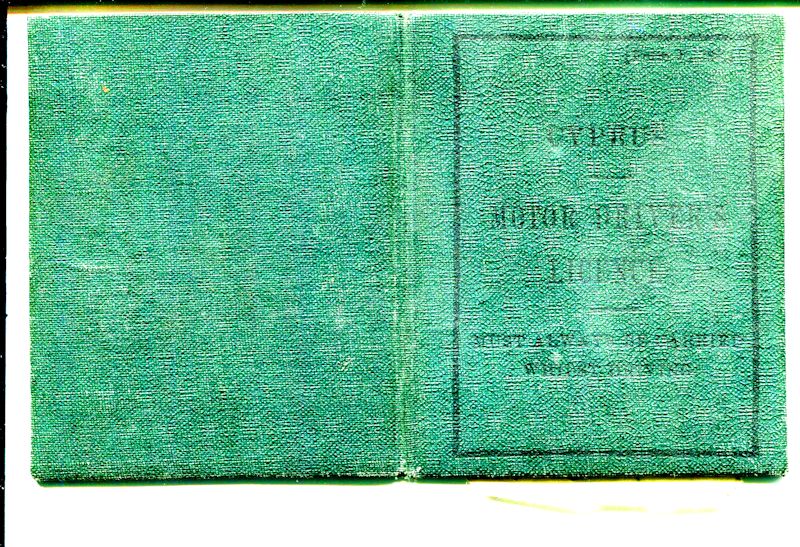 CYPRUS
MOTOR DRIVER'S
LICENCE
MUST ALWAYS BE CARRIED
WHILST DRIVING